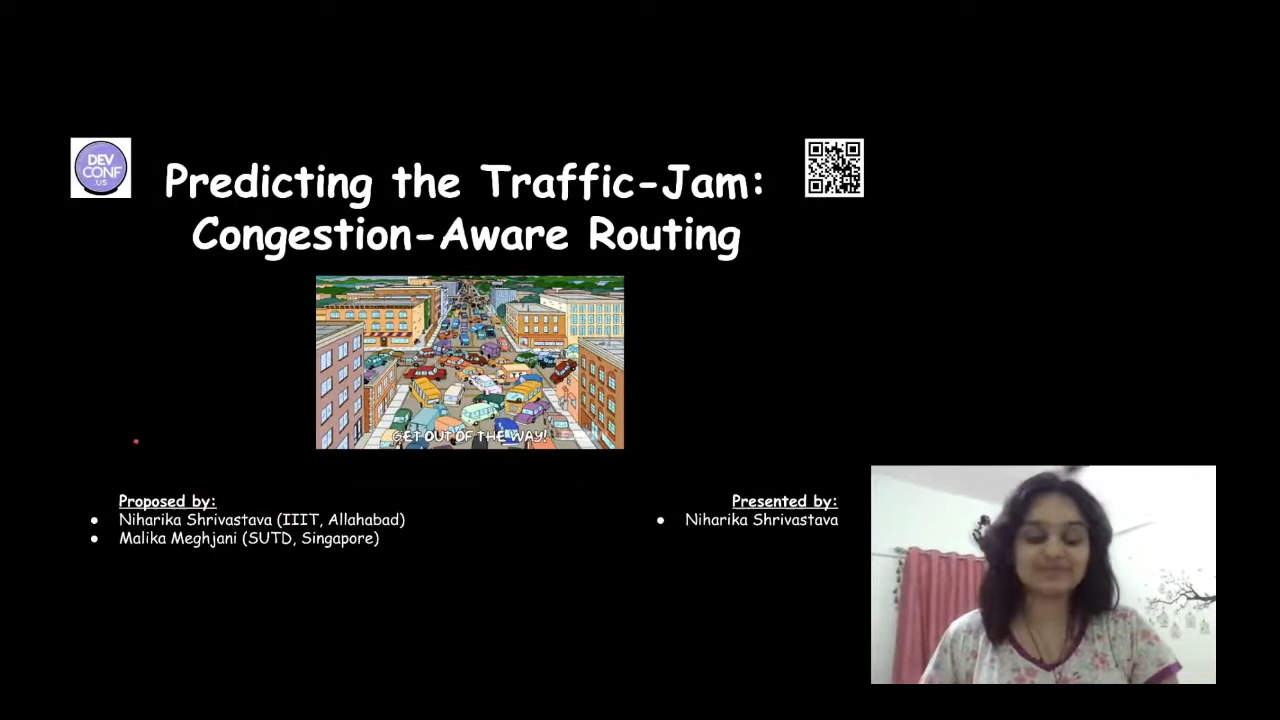 DEV
CONF
.US
Predicting the Traffic-Jam:
Congestion-Aware Routing
GET OUT OF THE WAY!
Proposed by:
● Niharika Shrivastava (IIIT, Allahabad)
● Malika Meghjani (SUTD, Singapore)
Presented by:
● Niharika Shrivastava